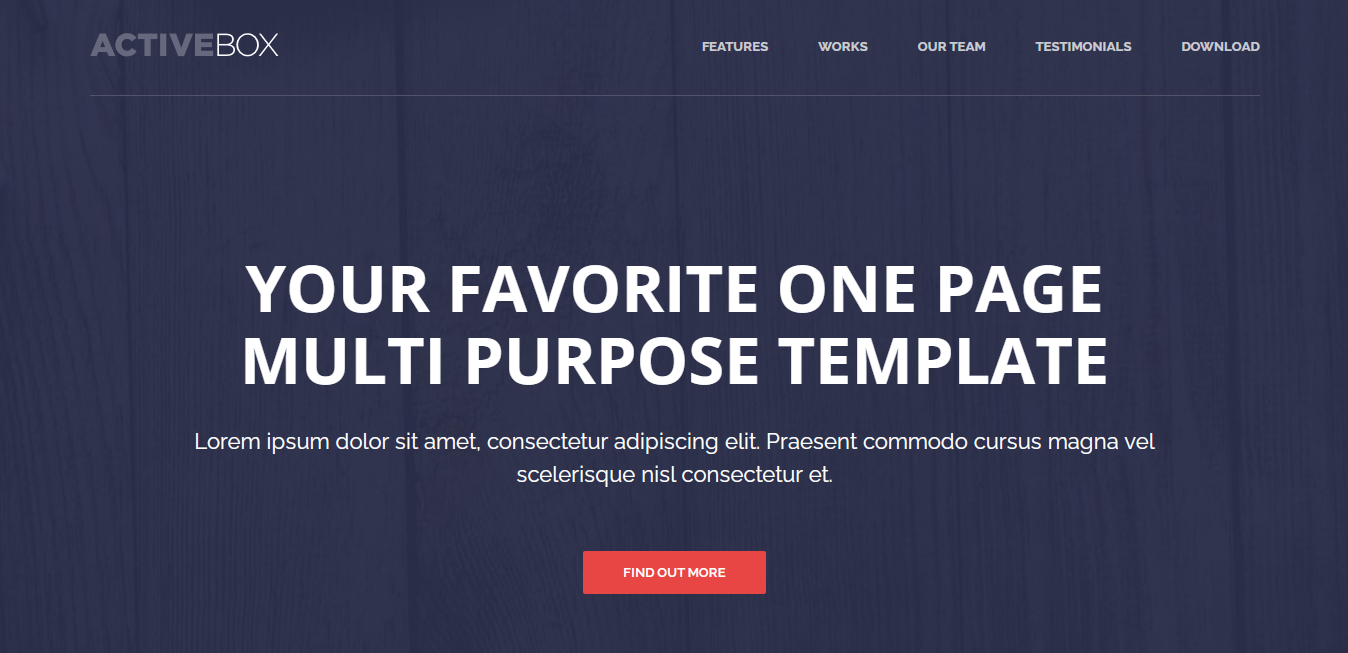 ACTIVEBOX
FEATURES WORKS OUR TEAM TESTIMONIALS DOWNLOAD
YOUR FAVORITE ONE PAGE
MULTI PURPOSE TEMPLATE
Lorem ipsum dolor sit amet, consectetur adipiscing elit. Praesent commodo cursus magna vel
scelerisque nisl consectetur et.
FIND OUT MORE